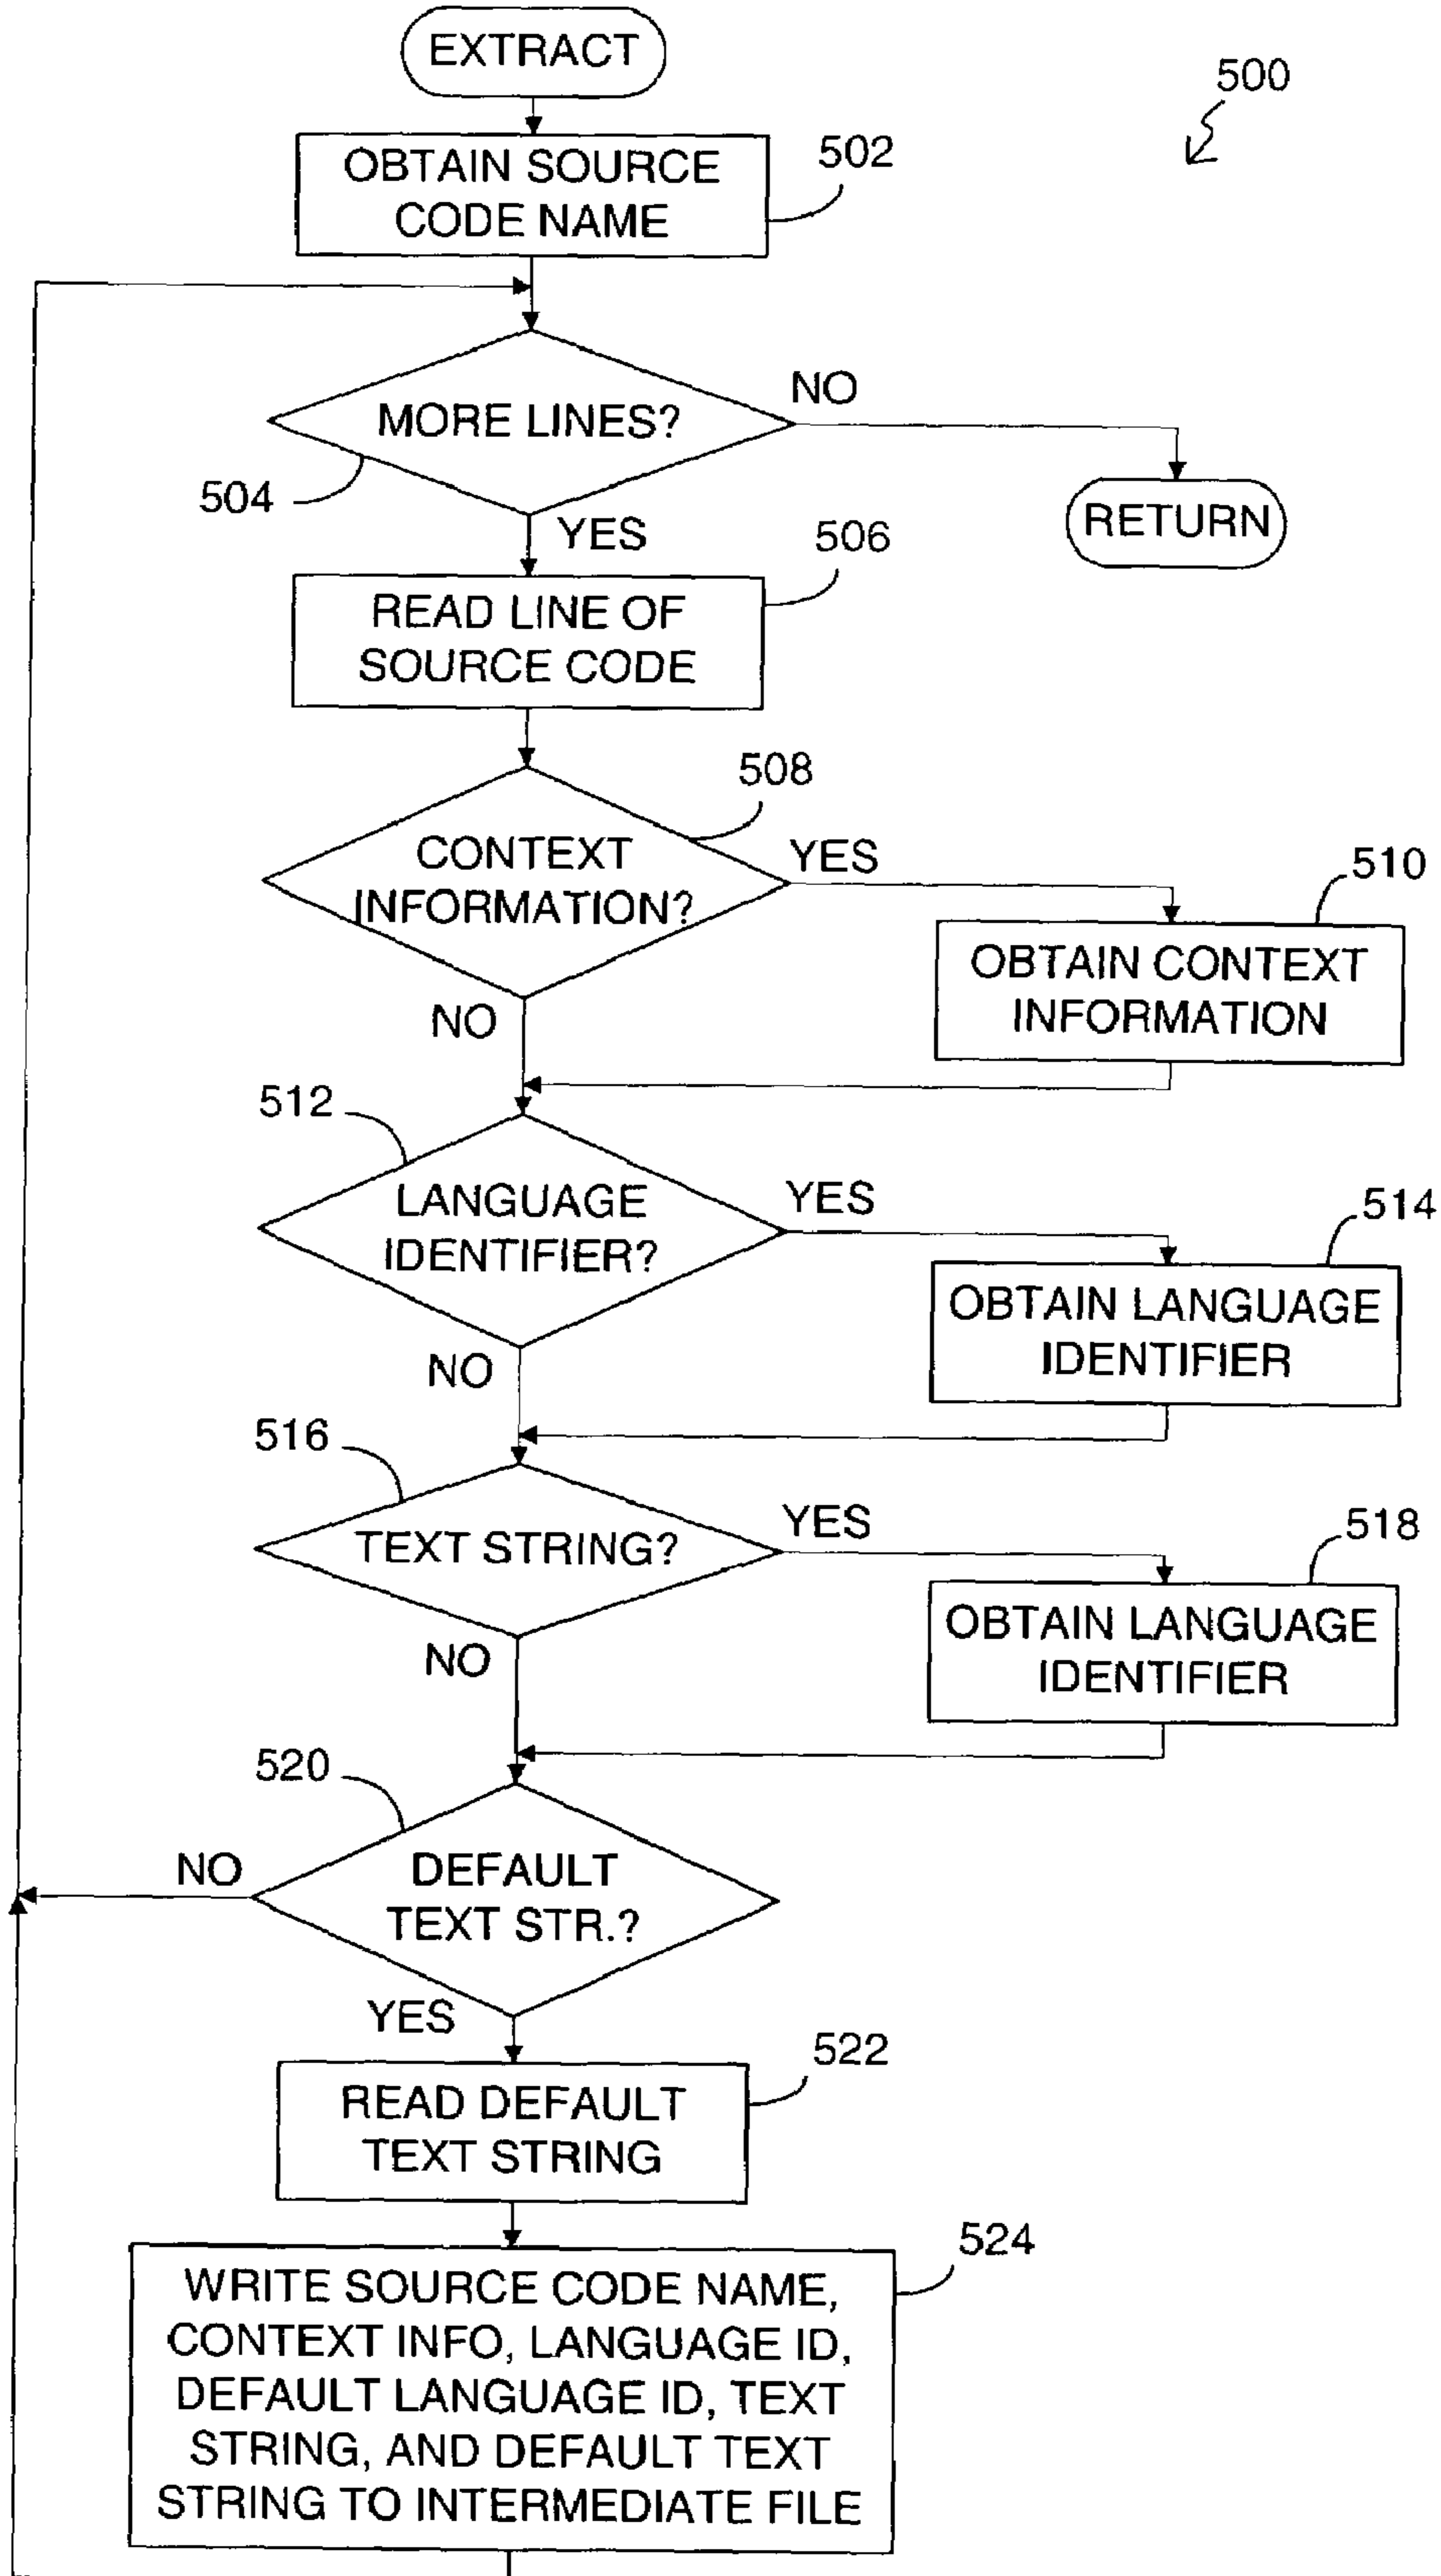 EXTRACT
500
OBTAIN SOURCE
CODE NAME
502
MORE LINES?
NO
504
RETURN
YES
506
READ LINE OF
SOURCE CODE
508
CONTEXT
INFORMATION?
YES
510
OBTAIN CONTEXT
INFORMATION
NO
512
LANGUAGE
IDENTIFIER?
YES
514
OBTAIN LANGUAGE
IDENTIFIER
NO
516
TEXT STRING?
YES
518
OBTAIN LANGUAGE
IDENTIFIER
NO
520
NO
DEFAULT
TEXT STR.?
YES
522
READ DEFAULT
TEXT STRING
524
WRITE SOURCE CODE NAME,
CONTEXT INFO, LANGUAGE ID,
DEFAULT LANGUAGE ID, TEXT
STRING, AND DEFAULT TEXT
STRING TO INTERMEDIATE FILE